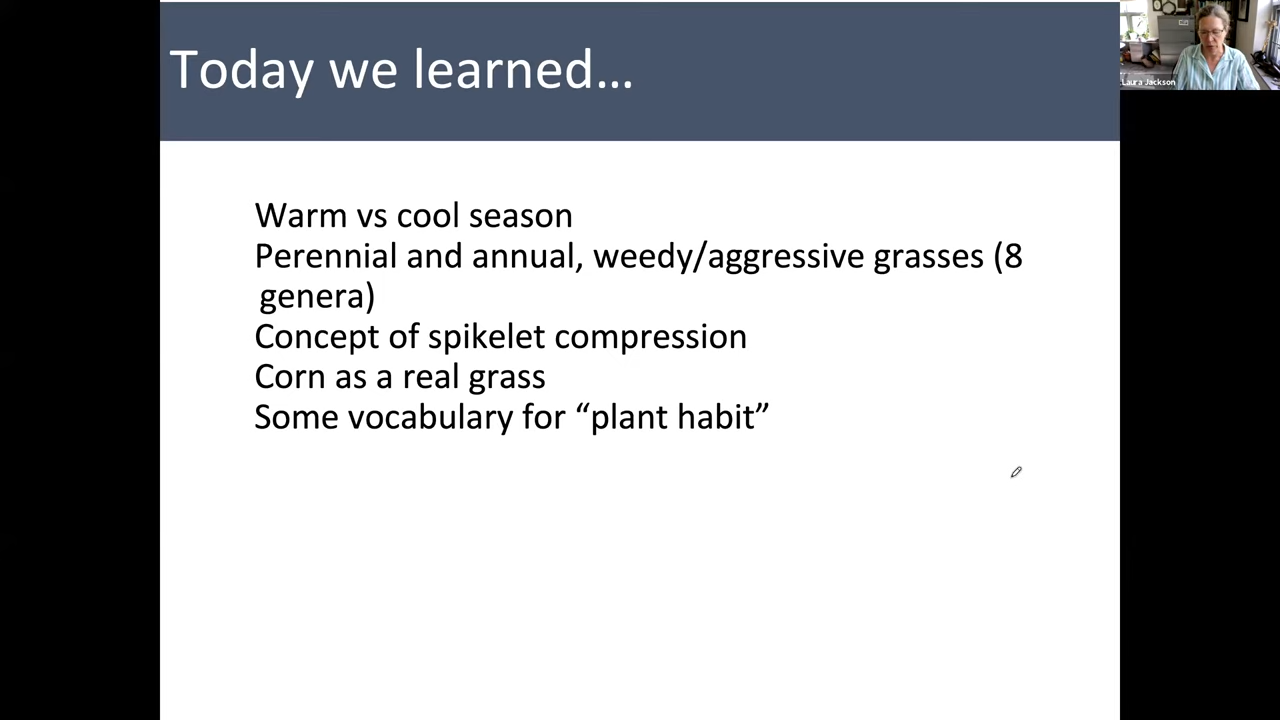 Today we learned…
Laura Jackson
Warm vs cool season
Perennial and annual, weedy/aggressive grasses (8
genera)
Concept of spikelet compression
Corn as a real grass
Some vocabulary for “plant habit”